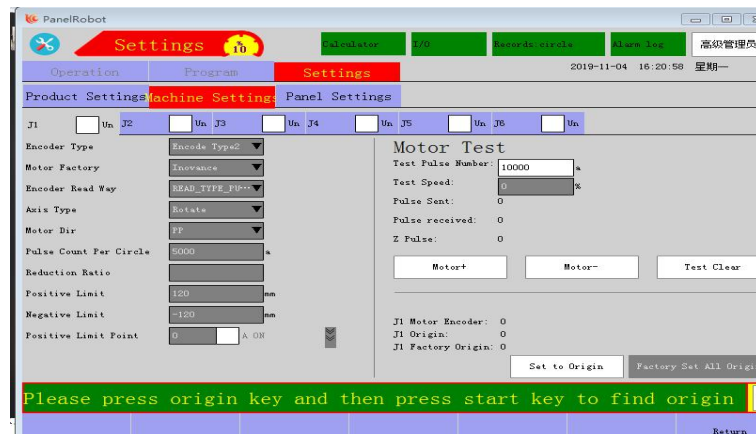 PanelRobot
Settings % 10 Calculator I/O Records:circle Alarm log 高级管理员
Operation Program Settings 2019-11-04 16:20:58 星期一
Product Settings Machine Settings Panel Settings
J1 Un J2 Un J3 Un J4 Un J5 Un J6 Un
Encoder Type Encode Type2
Motor Factory Inovance
Encoder Read Way READ_TYPE_PU···
Axis Type Rotate
Motor Dir PP
Pulse Count Per Circle 5000 a
Reduction Ratio
Positive Limit 120 mm
Negative Limit -120 mm
Positive Limit Point 0 A ON
Motor Test
Test Pulse Number: 10000 a
Test Speed: 0 %
Pulse Sent: 0
Pulse received: 0
Z Pulse: 0
Motor+ Motor- Test Clear
J1 Motor Encoder: 0
J1 Origin: 0
J1 Factory Origin: 0
Set to Origin Factory Set All Origi
Please press origin key and then press start key to find origin
Return